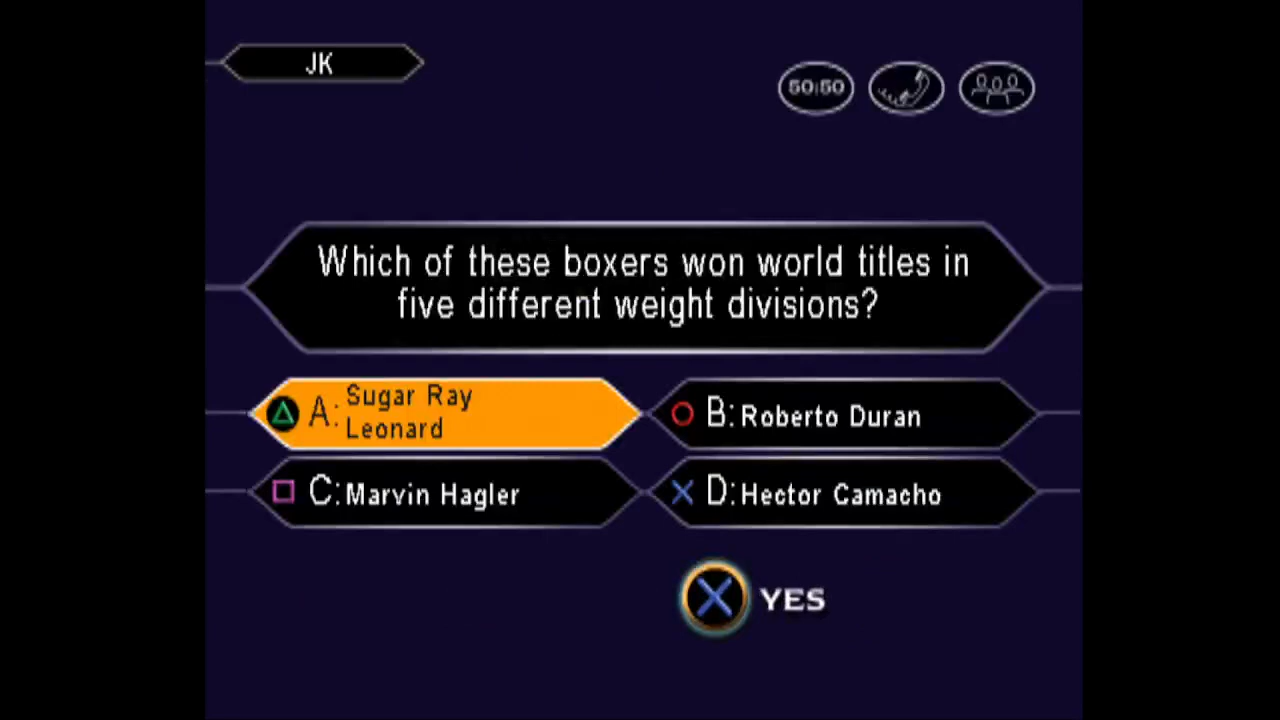 JK
50:50
Which of these boxers won world titles in
five different weight divisions?
A: Sugar Ray
Leonard
B: Roberto Duran
C: Marvin Hagler
D: Hector Camacho
YES